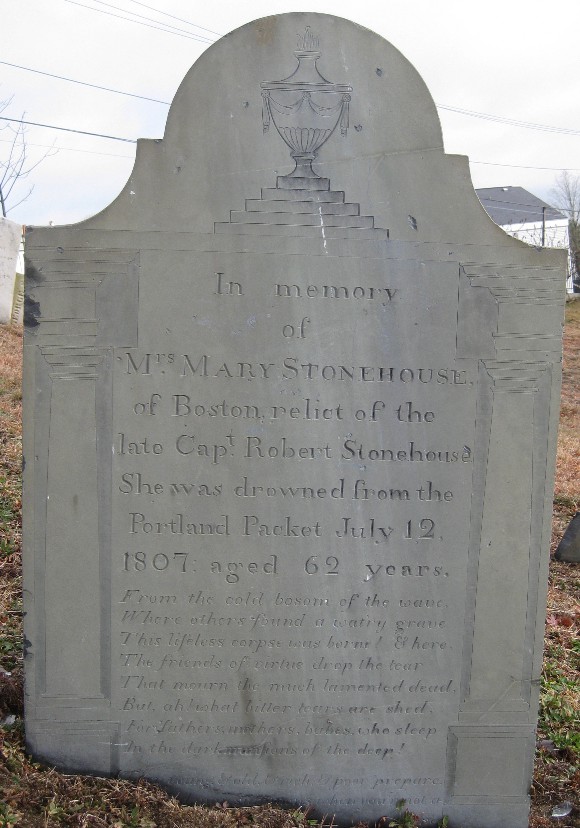 In memory
of
Mrs. MARY STONEHOUSE,
of Boston, relict of the
late Capt. Robert Stonehouse
She was drowned from the
Portland Packet July 12,
1807: aged 62 years.
From the cold bosom of the wave,
Where others found a watry grave
This lifeless corpse was borne! & here
The friends of virtue drop the tear
That mourn the much lamented dead,
But, oh! what bitter tears are shed,
For fathers, mothers, babes, who sleep
In the dark mansions of the deep!
prepare